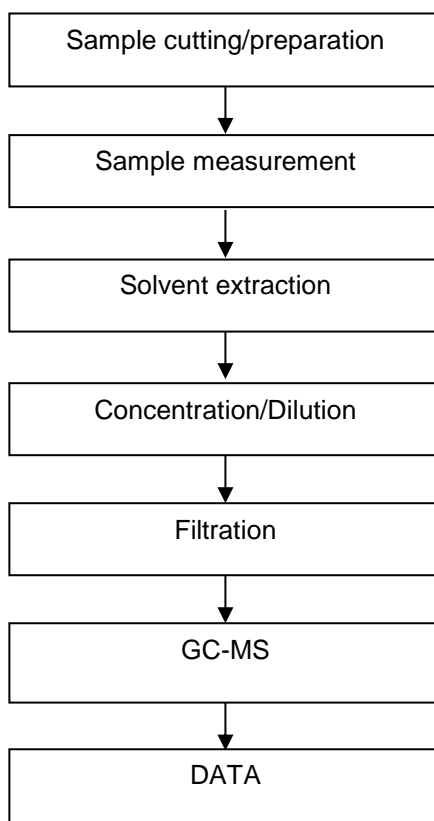 Sample cutting/preparation
Sample measurement
Solvent extraction
Concentration/Dilution
Filtration
GC-MS
DATA